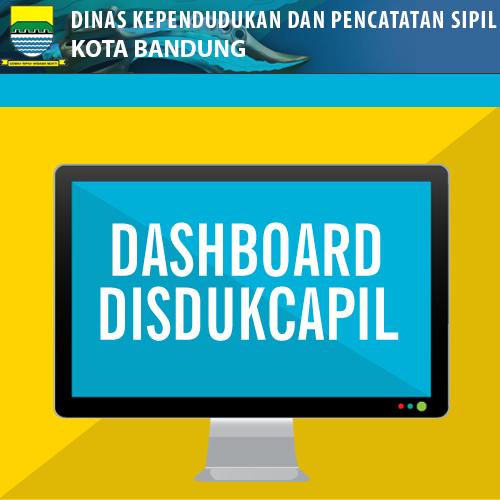 DINAS KEPENDUDUKAN DAN PENCATATAN SIPIL
KOTA BANDUNG
DASHBOARD
DISDUKCAPIL